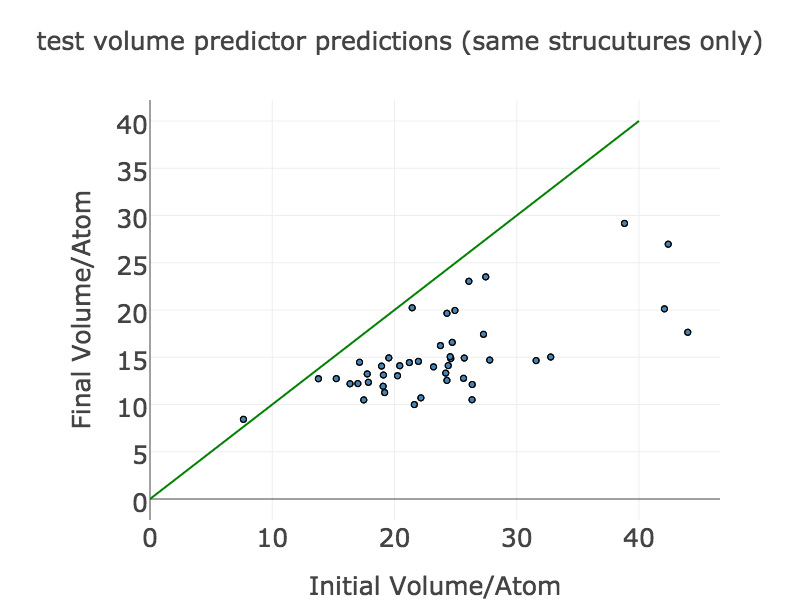 test volume predictor predictions (same strucutures only)
40
35
30
25
20
15
10
5
0
Final Volume/Atom
0 10 20 30 40
Initial Volume/Atom